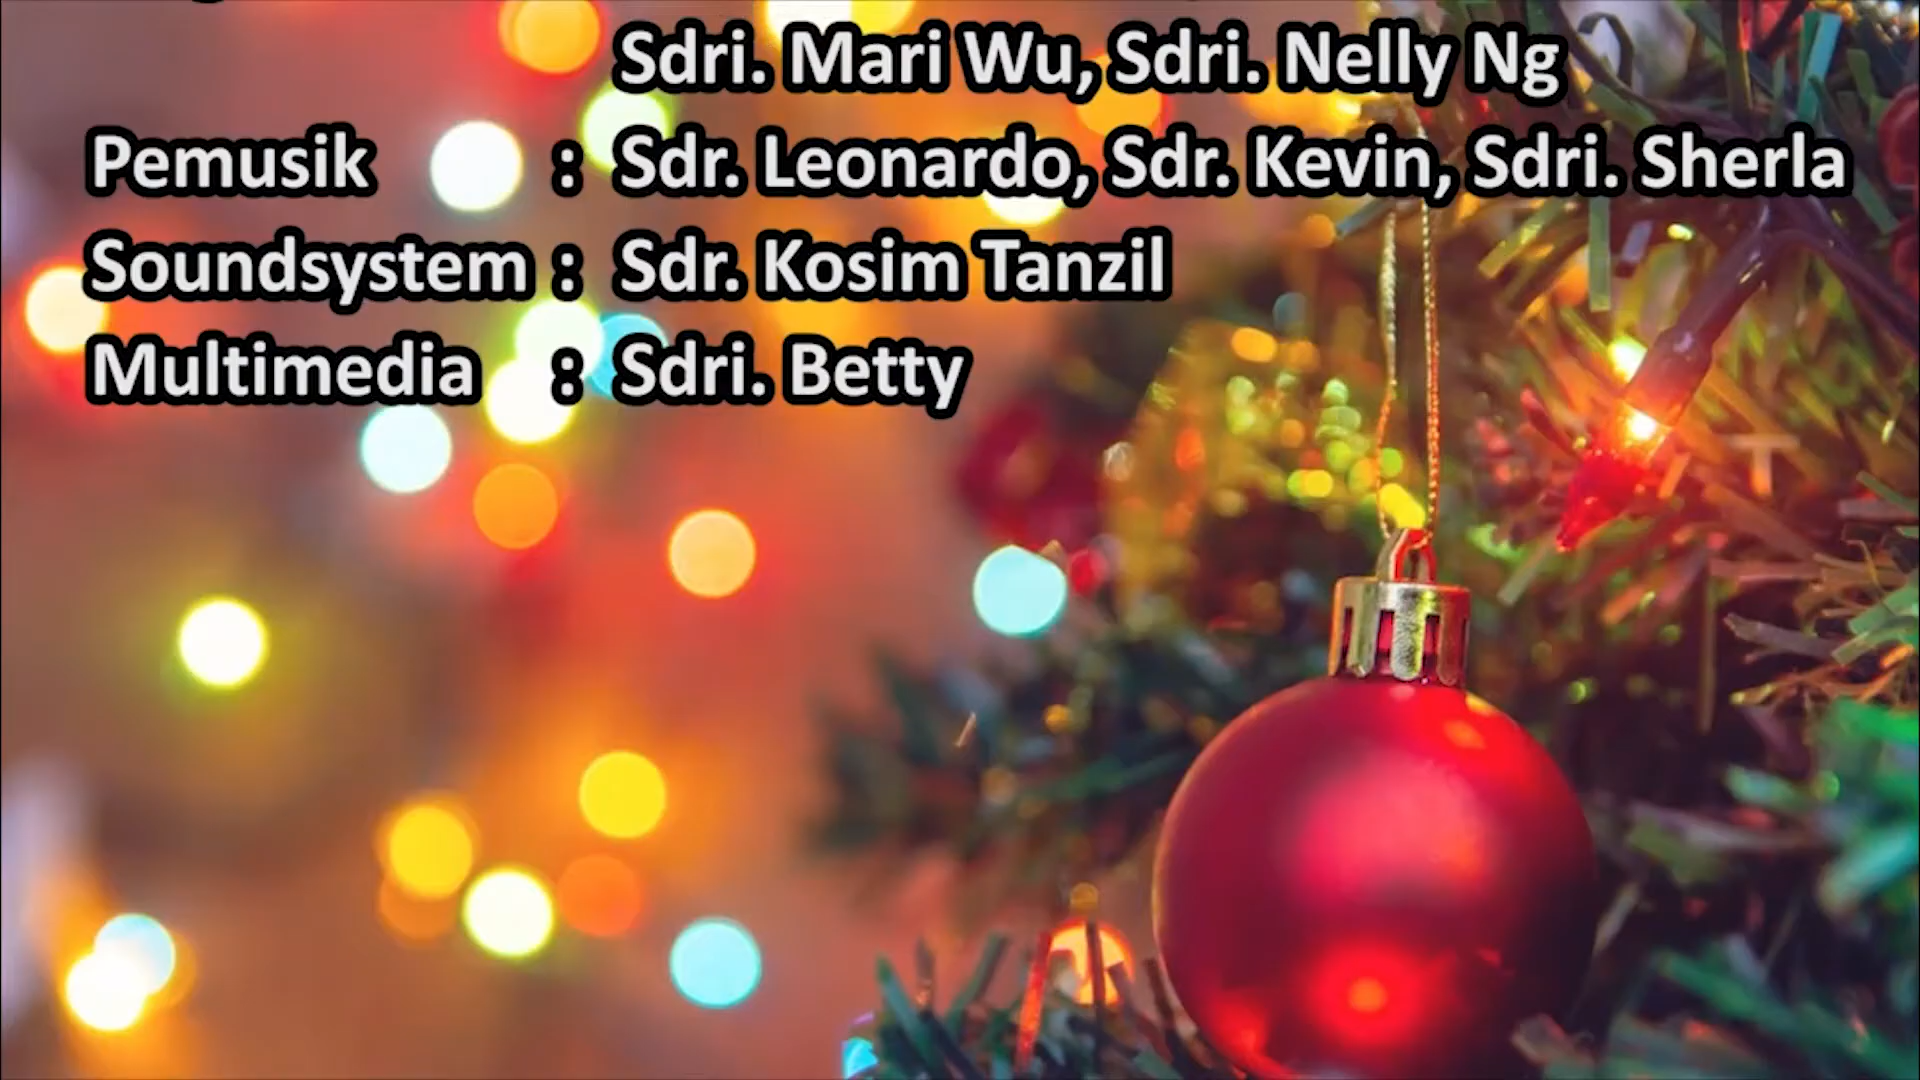 Sdri. Mari Wu, Sdri. Nelly Ng
Pemusik : Sdr. Leonardo, Sdr. Kevin, Sdri. Sherla
Soundsystem : Sdr. Kosim Tanzil
Multimedia : Sdri. Betty